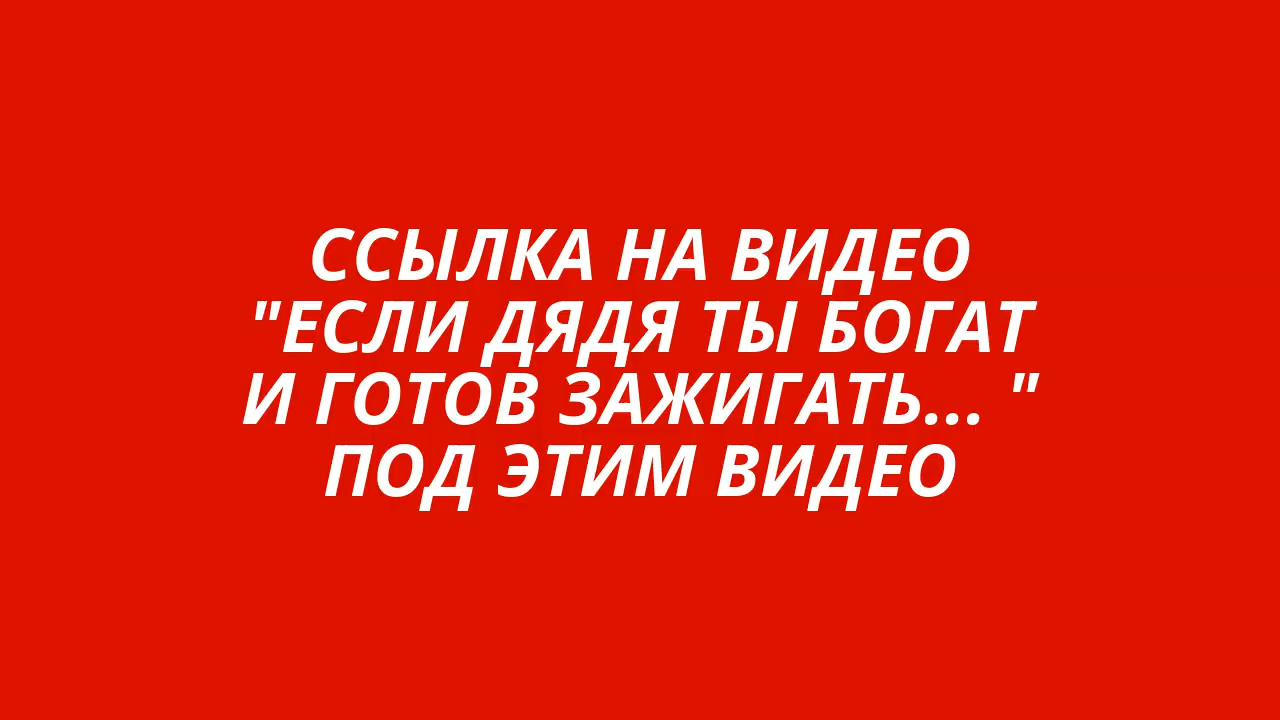 ССЫЛКА НА ВИДЕО
"ЕСЛИ ДЯДЯ ТЫ БОГАТ
И ГОТОВ ЗАЖИГАТЬ... "
ПОД ЭТИМ ВИДЕО